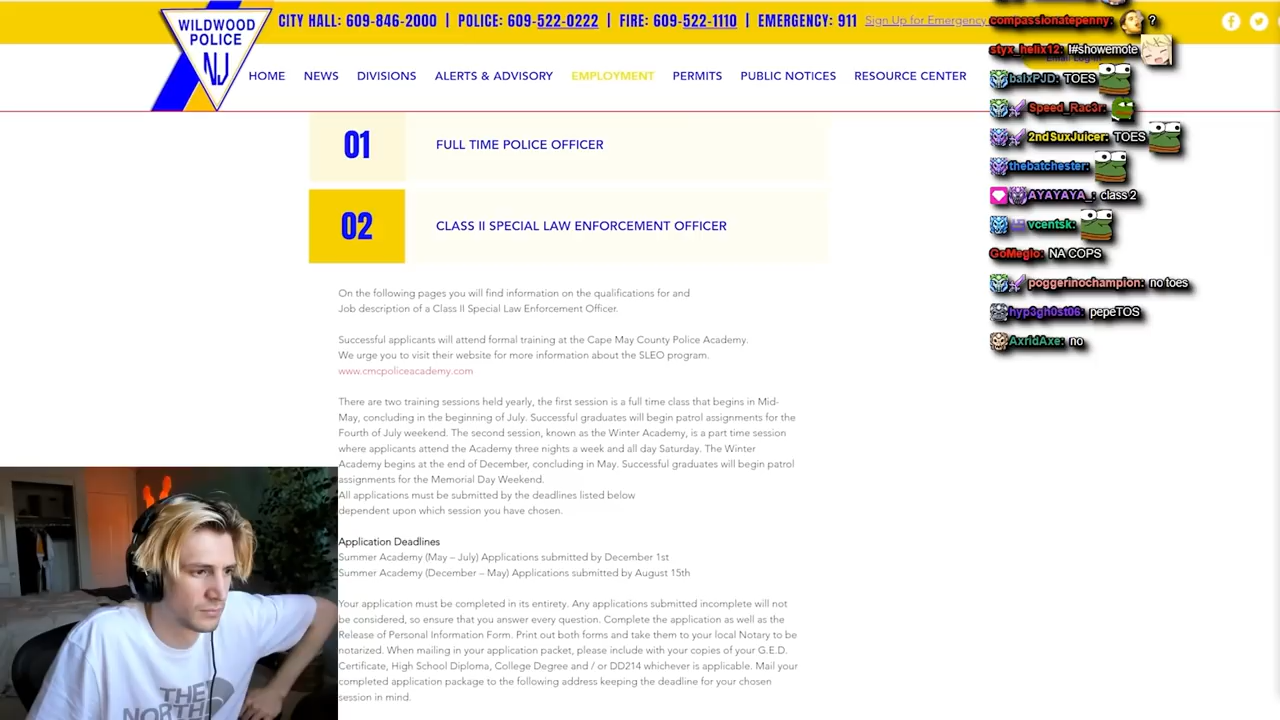 WILDWOOD
POLICE
NJ
CITY HALL: 609-846-2000 | POLICE: 609-522-0222 | FIRE: 609-522-1110 | EMERGENCY: 911
Sign Up for Emergency
HOME NEWS DIVISIONS ALERTS & ADVISORY EMPLOYMENT PERMITS PUBLIC NOTICES RESOURCE CENTER
01 FULL TIME POLICE OFFICER
02 CLASS II SPECIAL LAW ENFORCEMENT OFFICER
On the following pages you will find information on the qualifications for and
Job description of a Class II Special Law Enforcement Officer.
Successful applicants will attend formal training at the Cape May County Police Academy.
We urge you to visit their website for more information about the SLEO program.
www.cmcpoliceacademy.com
There are two training sessions held yearly, the first session is a full time class that begins in Mid-
May, concluding in the beginning of July. Successful graduates will begin patrol assignments for the
Fourth of July weekend. The second session, known as the Winter Academy, is a part time session
where applicants attend the Academy three nights a week and all day Saturday. The Winter
Academy begins at the end of December, concluding in May. Successful graduates will begin patrol
assignments for the Memorial Day Weekend.
All applications must be submitted by the deadlines listed below
dependent upon which session you have chosen.
Application Deadlines
Summer Academy (May – July) Applications submitted by December 1st
Summer Academy (December – May) Applications submitted by August 15th
Your application must be completed in its entirety. Any applications submitted incomplete will not
be considered, so ensure that you answer every question. Complete the application as well as the
Release of Personal Information Form. Print out both forms and take them to your local Notary to be
notarized. When mailing in your application packet, please include with your copies of your G.E.D.
Certificate, High School Diploma, College Degree and / or DD214 whichever is applicable. Mail your
completed application package to the following address keeping the deadline for your chosen
session in mind.
compassionatepenny: ?
styx_helix12: !#showemote
Email Log In
balxPJD: TOES
Speed_Rac3r:
2ndSuxJuicer: TOES
thebatchester:
AYAYAYA_: class 2
vcentsk:
GoMegio: NA COPS
poggerinochampion: no toes
hyp3gh0st06: pepeTOS
AxridAxe: no
THE
NORTH